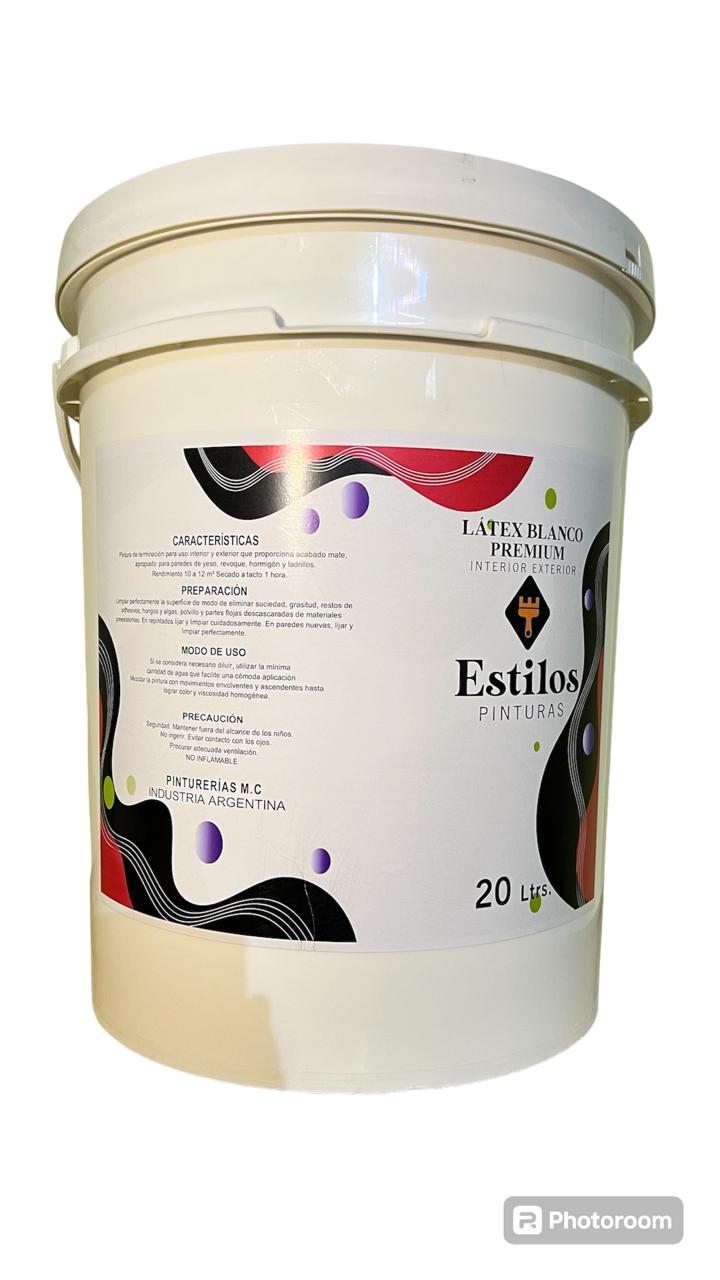 CARACTERÍSTICAS
Pintura de terminación para uso interior y exterior que proporciona acabado mate,
apropiado para paredes de yeso, revoque, hormigón y ladrillos.
Rendimiento 10 a 12 m² Secado a tacto 1 hora.
PREPARACIÓN
Limpiar perfectamente la superficie de modo de eliminar suciedad, grasitud, restos de
adhesivos, hongos y algas, polvillo y partes flojas descascaradas de materiales
preexistentes. En repintados lijar y limpiar cuidadosamente. En paredes nuevas, lijar y
limpiar perfectamente.
MODO DE USO
Si se considera necesario diluir, utilizar la mínima
cantidad de agua que facilite una cómoda aplicación
Mezclar la pintura con movimientos envolventes y ascendentes hasta
lograr color y viscosidad homogénea.
PRECAUCIÓN
Seguridad. Mantener fuera del alcance de los niños.
No ingerir. Evitar contacto con los ojos.
Procurar adecuada ventilación.
NO INFLAMABLE
PINTURERÍAS M.C
INDUSTRIA ARGENTINA
LÁTEX BLANCO
PREMIUM
INTERIOR EXTERIOR
Estilos
PINTURAS
20 Ltrs.
Photoroom